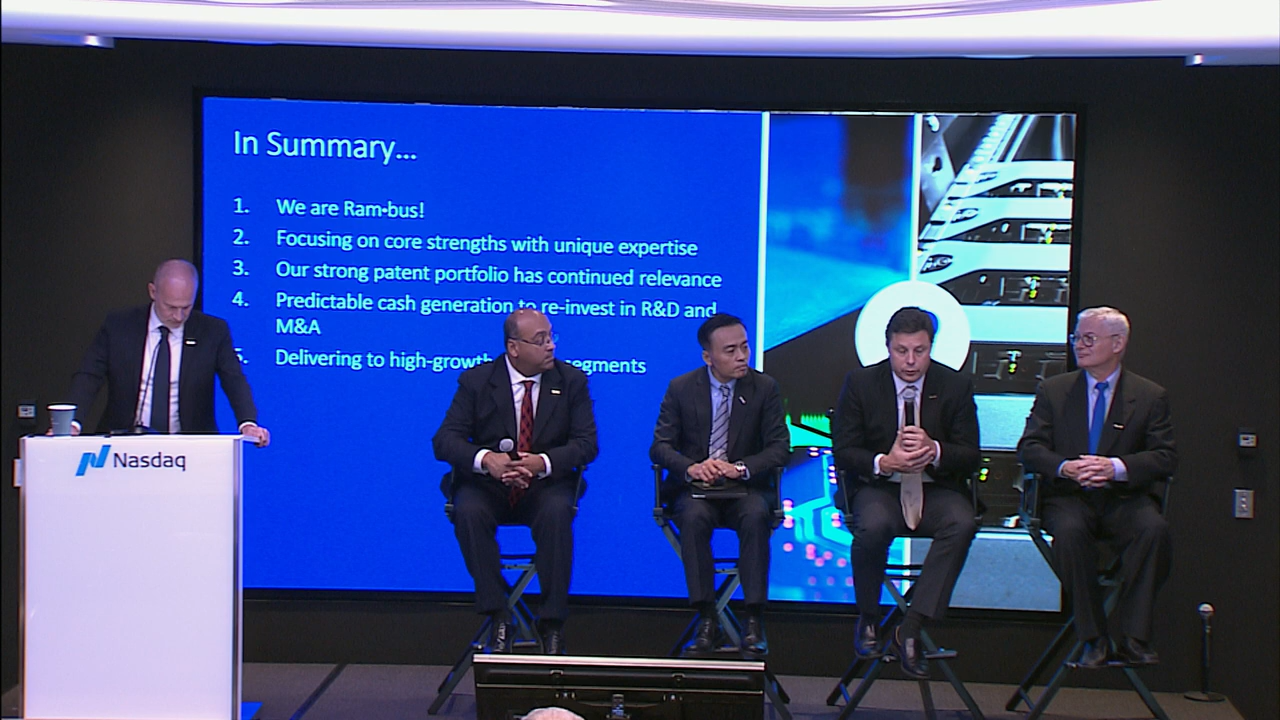 In Summary...
1. We are Ram•bus!
2. Focusing on core strengths with unique expertise
3. Our strong patent portfolio has continued relevance
4. Predictable cash generation to re-invest in R&D and
M&A
5. Delivering to high-growth segments
Nasdaq